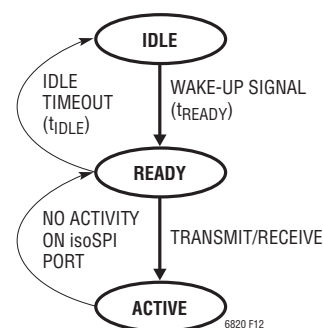 IDLE
IDLE
TIMEOUT
(tIDLE)
WAKE-UP SIGNAL
(tREADY)
READY
NO ACTIVITY
ON isoSPI
PORT
TRANSMIT/RECEIVE
ACTIVE
6820 F12